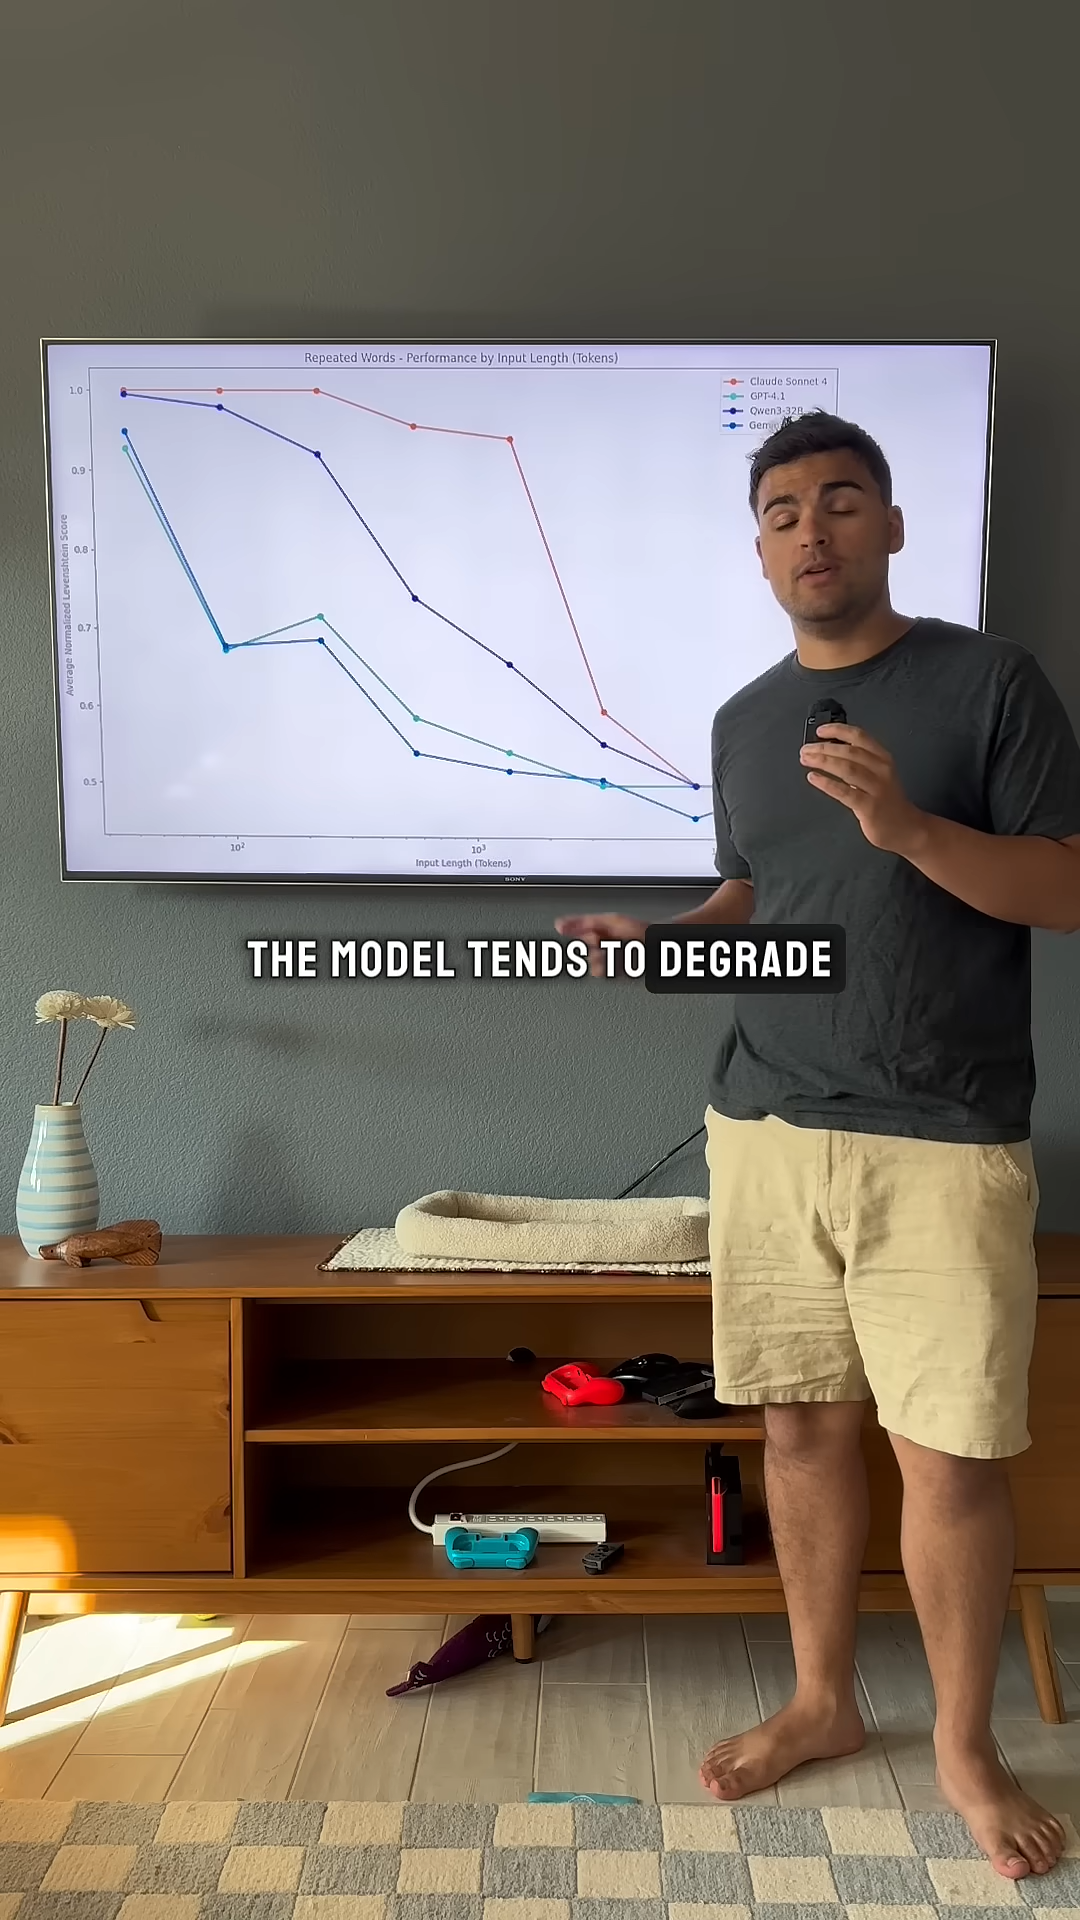 Repeated Words - Performance by Input Length (Tokens)
Claude Sonnet 4
GPT-4.1
Qwen3-32B
1.0
0.9
0.8
0.7
0.6
0.5
Average Normalized Levenshtein Score
10²
10³
Input Length (Tokens)
SONY
THE MODEL TENDS TO DEGRADE